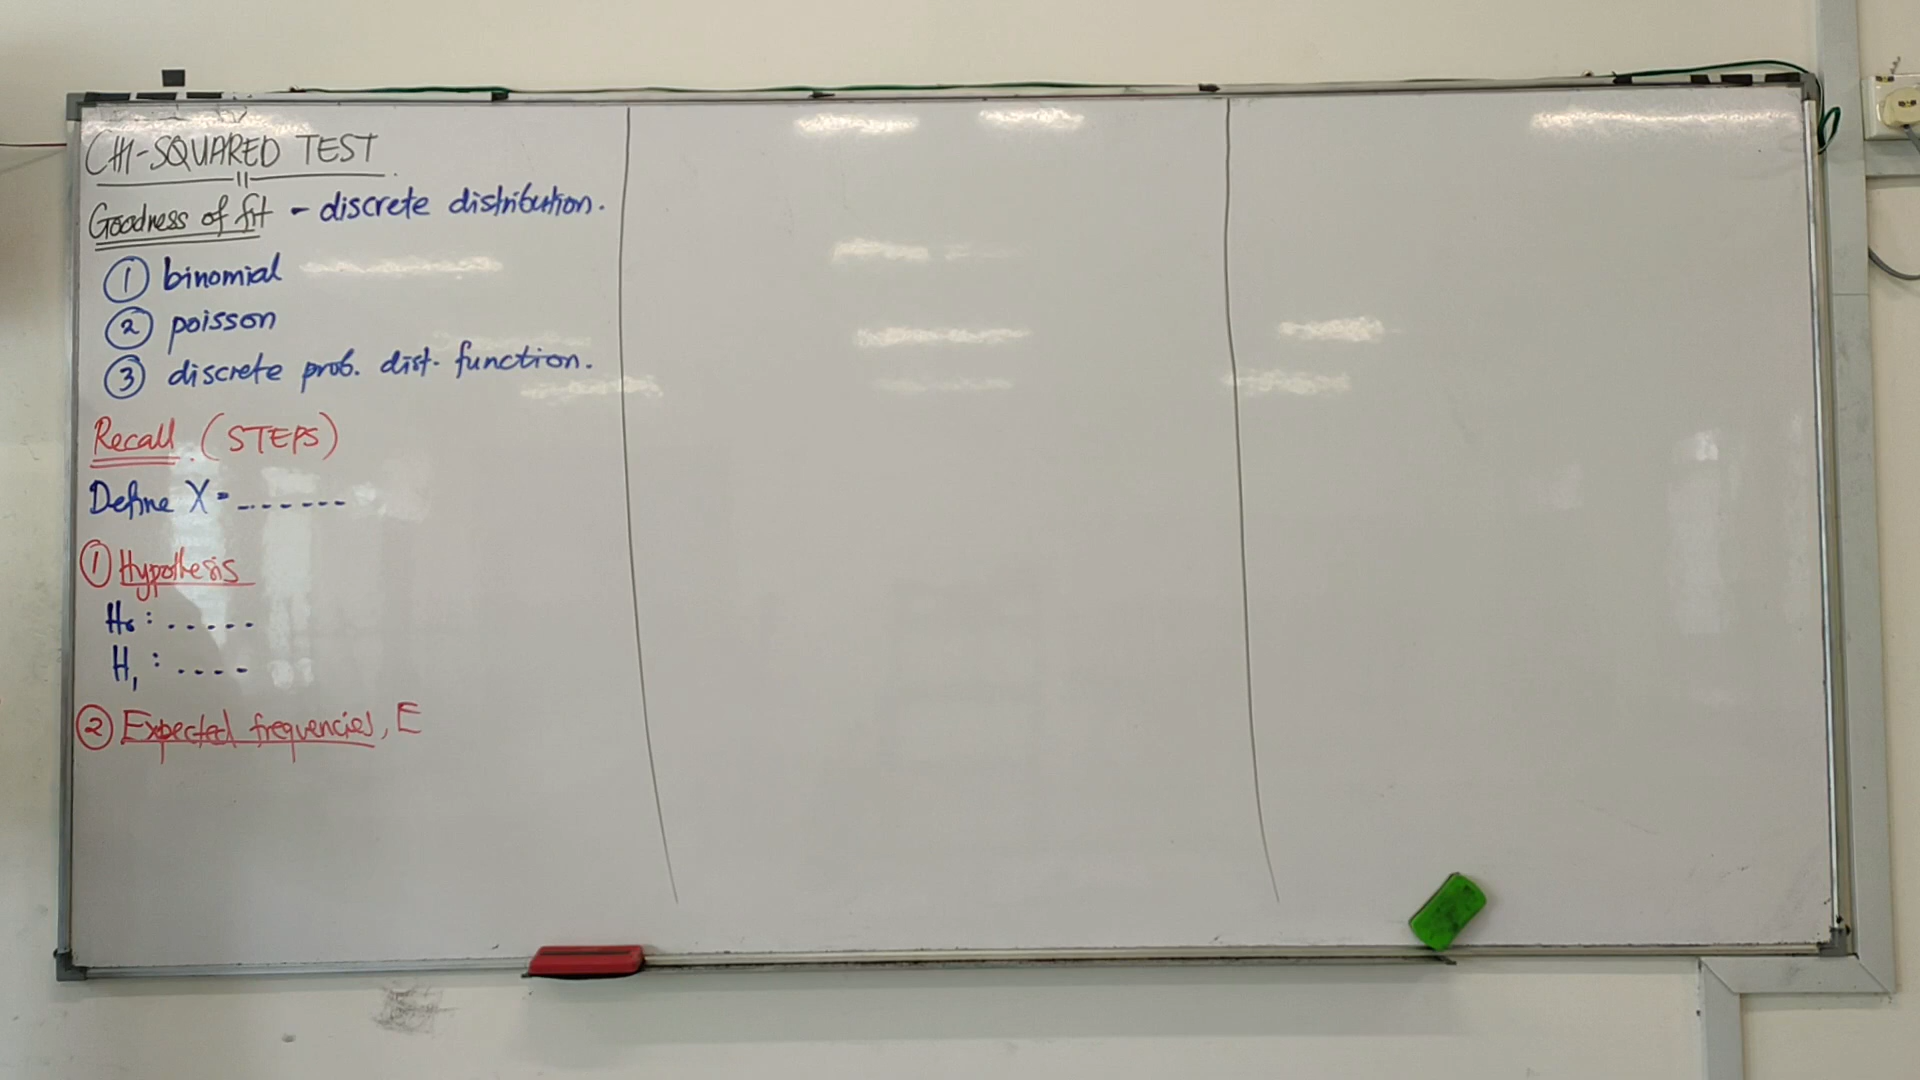 CHI-SQUARED TEST
Goodness of fit - discrete distribution.
① binomial
② poisson
③ discrete prob. dist. function.
Recall (STEPS)
Define X = ------
① Hypothesis
H₀ : -----
H₁ : ----
② Expected frequencies, E